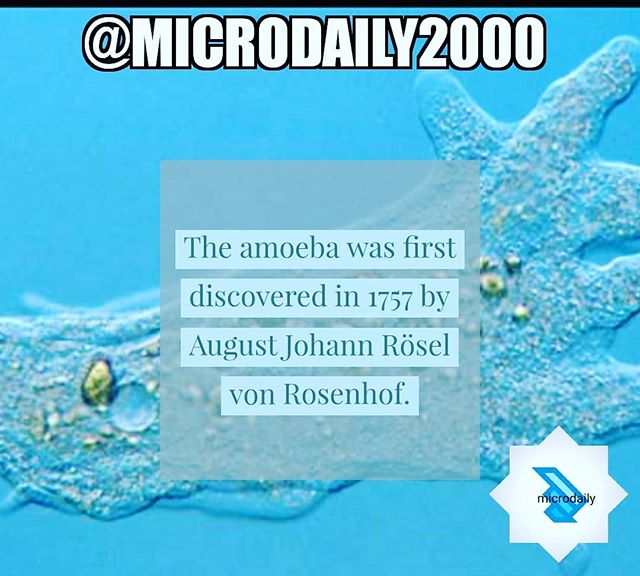 @MICRODAILY2000
The amoeba was first
discovered in 1757 by
August Johann Rösel
von Rosenhof.
microdaily